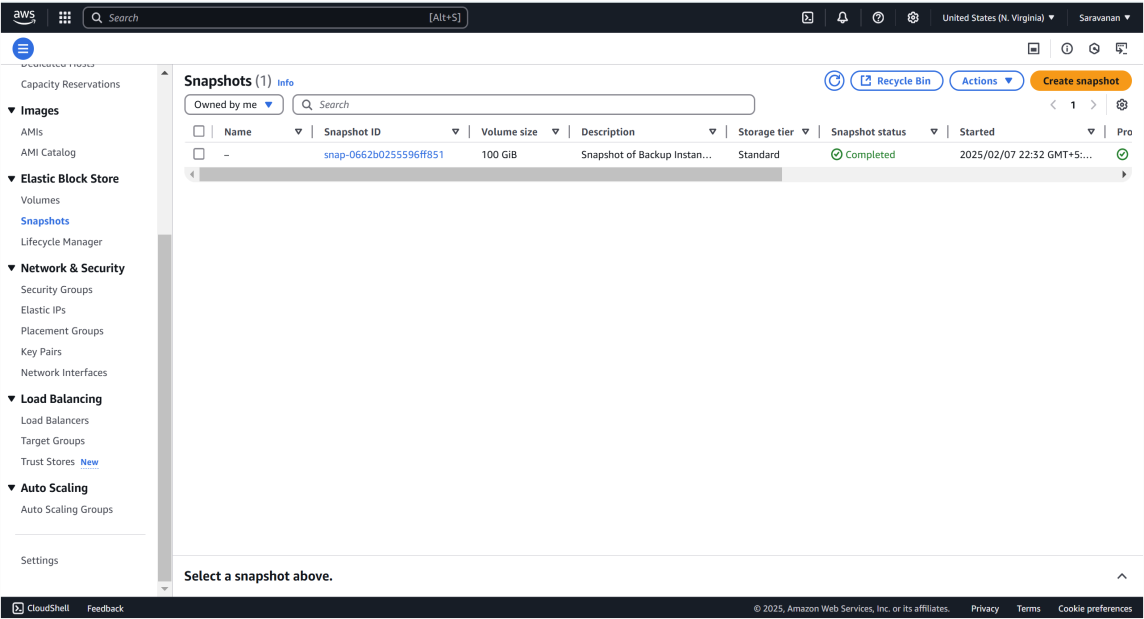 aws
Search [Alt+S]
United States (N. Virginia)
Saravanan
Dedicated Hosts
Capacity Reservations
Images
AMIs
AMI Catalog
Elastic Block Store
Volumes
Snapshots
Lifecycle Manager
Network & Security
Security Groups
Elastic IPs
Placement Groups
Key Pairs
Network Interfaces
Load Balancing
Load Balancers
Target Groups
Trust Stores New
Auto Scaling
Auto Scaling Groups
Settings
Snapshots (1) Info
Recycle Bin
Actions
Create snapshot
Owned by me
Search
1
Name Snapshot ID Volume size Description Storage tier Snapshot status Started Pro
– snap-0662b0255596ff851 100 GiB Snapshot of Backup Instan... Standard Completed 2025/02/07 22:32 GMT+5:...
Select a snapshot above.
CloudShell Feedback © 2025, Amazon Web Services, Inc. or its affiliates. Privacy Terms Cookie preferences